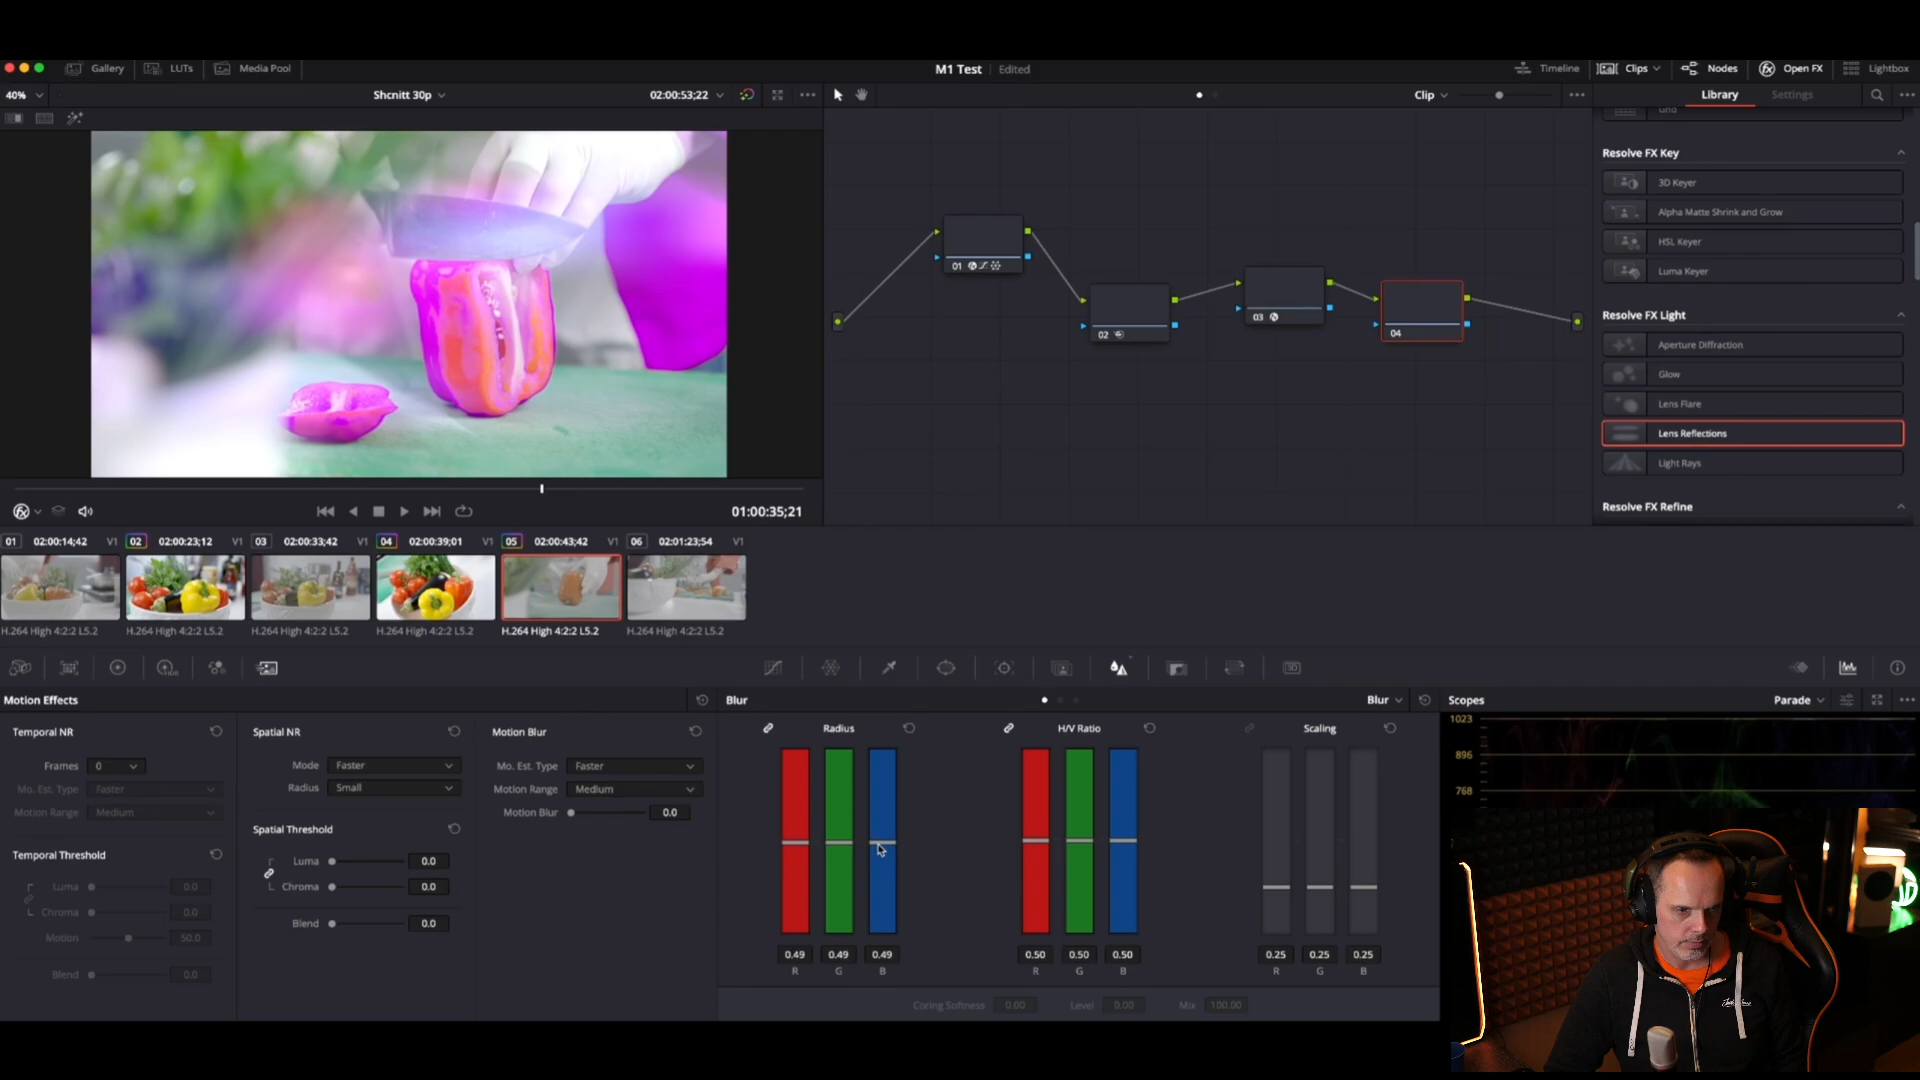 Gallery LUTs Media Pool M1 Test Edited Timeline Clips Nodes Open FX Lightbox
40% Shcnitt 30p 02:00:53;22 Clip Library Settings
Grid
Resolve FX Key
3D Keyer
Alpha Matte Shrink and Grow
HSL Keyer
Luma Keyer
01
02
03
04
Resolve FX Light
Aperture Diffraction
Glow
Lens Flare
Lens Reflections
Light Rays
Resolve FX Refine
01:00:35;21
01 02:00:14;42 V1 02 02:00:23;12 V1 03 02:00:33;42 V1 04 02:00:39;01 V1 05 02:00:43;42 V1 06 02:01:23;54 V1
H.264 High 4:2:2 L5.2 H.264 High 4:2:2 L5.2 H.264 High 4:2:2 L5.2 H.264 High 4:2:2 L5.2 H.264 High 4:2:2 L5.2 H.264 High 4:2:2 L5.2
3D
Motion Effects Blur Blur Scopes Parade
Temporal NR
Frames 0
Mo. Est. Type Faster
Motion Range Medium
Temporal Threshold
Luma 0.0
Chroma 0.0
Motion 50.0
Blend 0.0
Spatial NR
Mode Faster
Radius Small
Spatial Threshold
Luma 0.0
Chroma 0.0
Blend 0.0
Motion Blur
Mo. Est. Type Faster
Motion Range Medium
Motion Blur 0.0
Radius
0.49 0.49 0.49
R G B
H/V Ratio
0.50 0.50 0.50
R G B
Scaling
0.25 0.25 0.25
R G B
Coring Softness 0.00 Level 0.00 Mix 100.00
1023
896
768